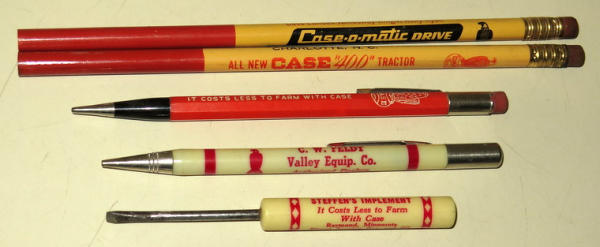 Case-o-matic DRIVE
CHARLOTTE, N. C.
ALL NEW CASE "400" TRACTOR
IT COSTS LESS TO FARM WITH CASE
C. W. FELDT
Valley Equip. Co.
STEFFEN'S IMPLEMENT
It Costs Less to Farm
With Case
Raymond, Minnesota